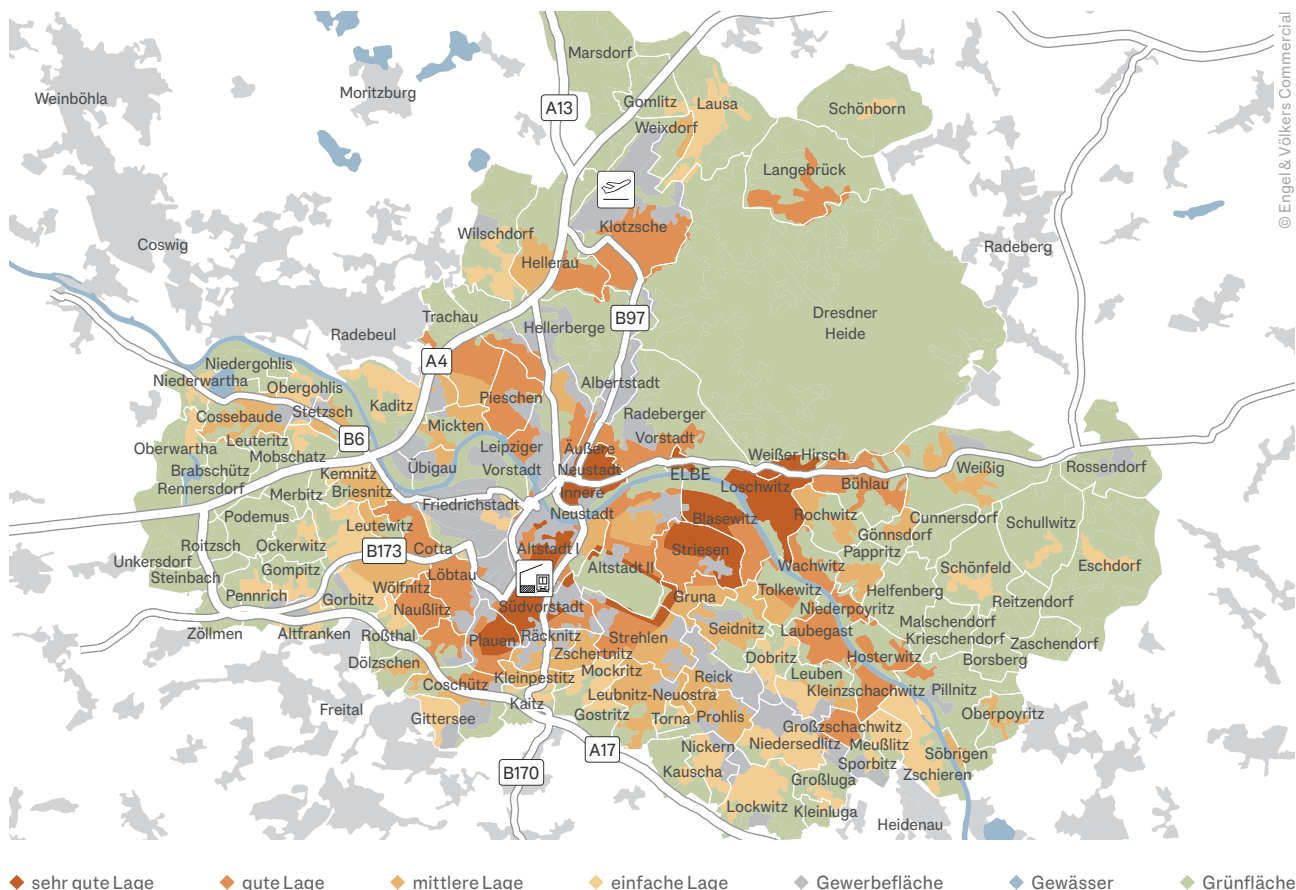 © Engel & Völkers Commercial
Marsdorf
Weinböhla
Moritzburg
A13
Gomlitz
Lausa
Schönborn
Weixdorf
Langebrück
Klotzsche
Wilschdorf
Coswig
Radeberg
Hellerau
Dresdner
Heide
Trachau
B97
Hellerberge
Radebeul
A4
Niedergohlis
Niederwartha
Obergohlis
Albertstadt
Kaditz
Pieschen
Cossebaude
Stetzsch
Radeberger
Vorstadt
Mickten
B6
Leuteritz
Oberwartha
Mobschatz
Leipziger
Vorstadt
Äußere
Neustadt
Weißer Hirsch
Brabschütz
Rennersdorf
Kemnitz
Übigau
ELBE
Weißig
Rossendorf
Merbitz
Briesnitz
Friedrichstadt
Innere
Neustadt
Loschwitz
Bühlau
Podemus
Leutewitz
Blasewitz
Rochwitz
Cunnersdorf
Schullwitz
Roitzsch
Ockerwitz
B173
Cotta
Altstadt I
Striesen
Gönnsdorf
Pappritz
Unkersdorf
Steinbach
Gompitz
Altstadt II
Wachwitz
Schönfeld
Eschdorf
Löbtau
Wölfnitz
Pennrich
Gorbitz
Naußlitz
Südvorstadt
Gruna
Tolkewitz
Helfenberg
Reitzendorf
Niederpoyritz
Malschendorf
Zöllmen
Altfranken
Roßthal
Plauen
Räcknitz
Strehlen
Seidnitz
Laubegast
Krieschendorf
Zaschendorf
Zschertnitz
Dölzschen
Dobritz
Hosterwitz
Borsberg
Mockritz
Coschütz
Kleinpestitz
Reick
Leuben
Kleinzschachwitz
Pillnitz
Leubnitz-Neuostra
Freital
Kaitz
Gittersee
Gostritz
Torna
Prohlis
Großzschachwitz
Oberpoyritz
A17
Nickern
Niedersedlitz
Meußlitz
Söbrigen
B170
Kauscha
Sporbitz
Großluga
Zschieren
Lockwitz
Kleinluga
Heidenau
sehr gute Lage
gute Lage
mittlere Lage
einfache Lage
Gewerbefläche
Gewässer
Grünfläche